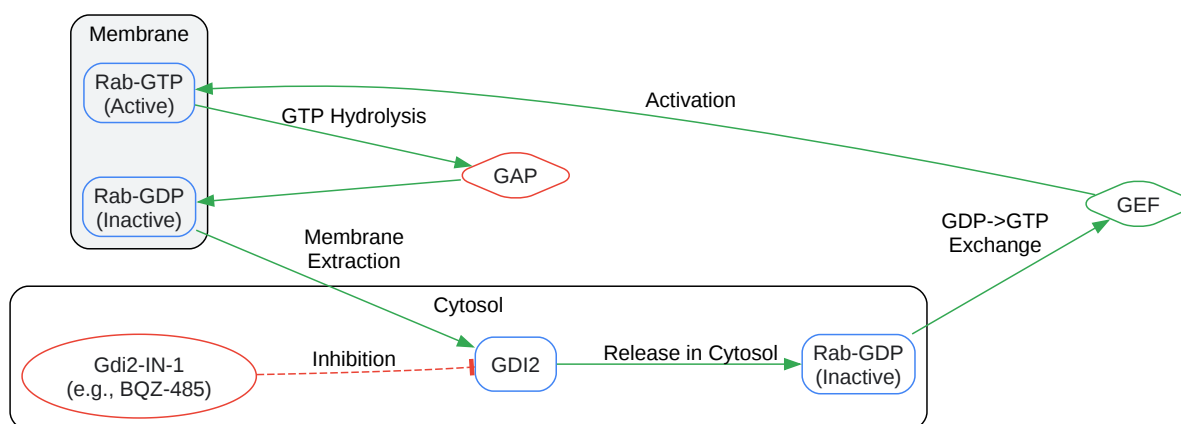 Membrane
Rab-GTP
(Active)
Activation
GTP Hydrolysis
GAP
Rab-GDP
(Inactive)
GEF
GDP->GTP
Exchange
Membrane
Extraction
Cytosol
Gdi2-IN-1
(e.g., BQZ-485)
Inhibition
GDI2
Release in Cytosol
Rab-GDP
(Inactive)